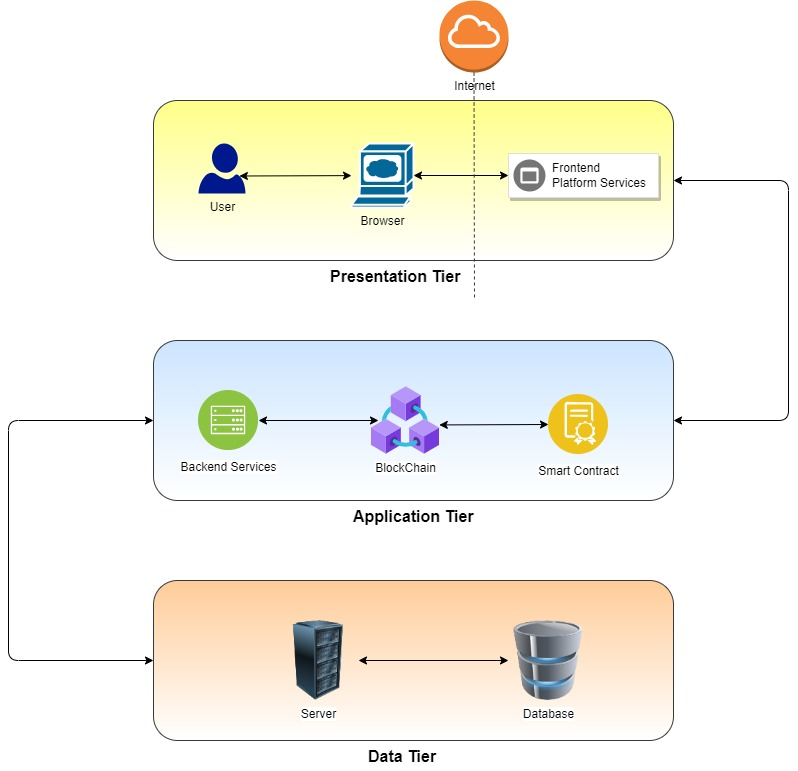 Internet
User
Browser
Frontend
Platform Services
Presentation Tier
Backend Services
BlockChain
Smart Contract
Application Tier
Server
Database
Data Tier